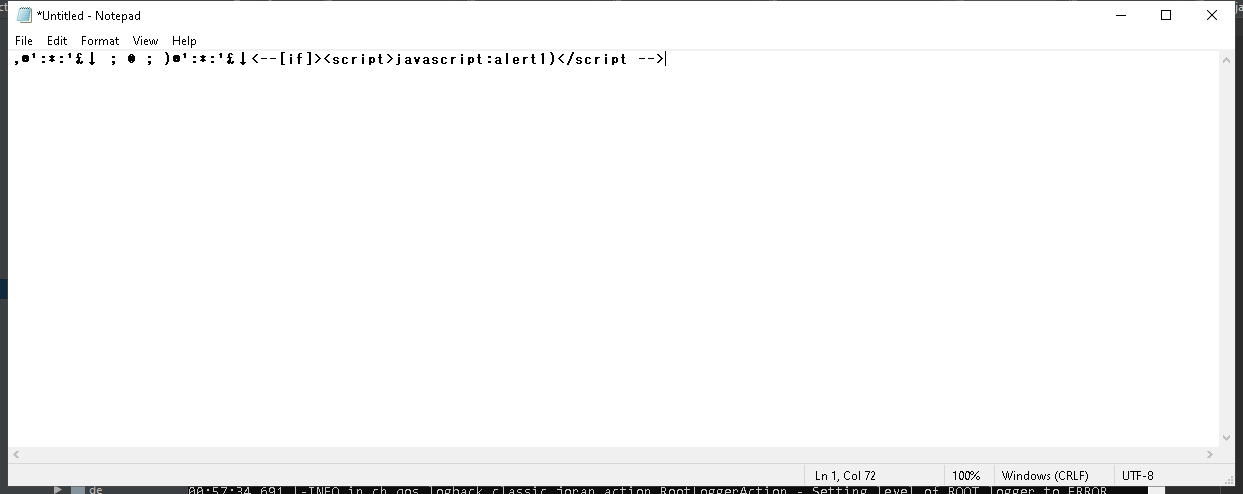 *Untitled - Notepad
File Edit Format View Help
<--[if]><script>javascript:alert1)</script -->
Ln 1, Col 72 100% Windows (CRLF) UTF-8
de 00:57:34,691 |-INFO in ch.qos.logback.classic.joran.action.RootLoggerAction - Setting level of ROOT logger to ERROR